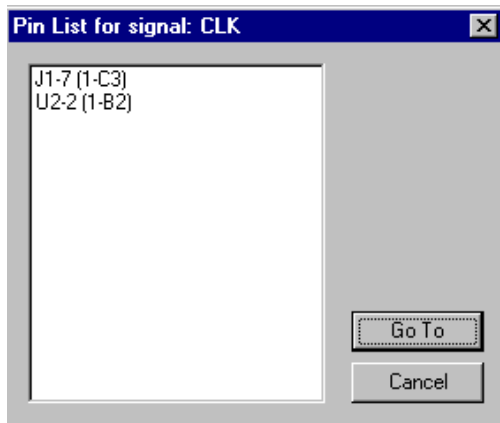 Pin List for signal: CLK
J1-7 (1-C3)
U2-2 (1-B2)
Go To
Cancel